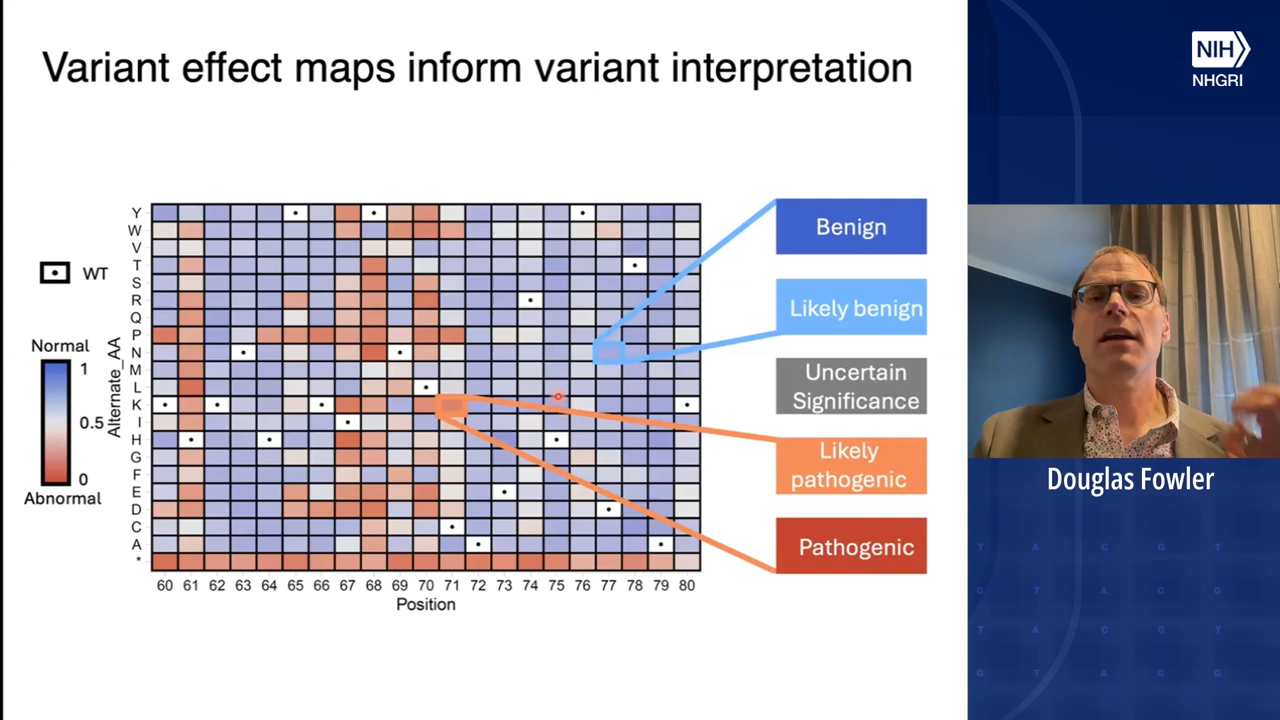 Variant effect maps inform variant interpretation
NIH
NHGRI
WT
Normal
1
0.5
0
Abnormal
Alternate_AA
Y
W
V
T
S
R
Q
P
N
M
L
K
I
H
G
F
E
D
C
A
*
60 61 62 63 64 65 66 67 68 69 70 71 72 73 74 75 76 77 78 79 80
Position
Benign
Likely benign
Uncertain
Significance
Likely
pathogenic
Pathogenic
Douglas Fowler
T A C G T
G T A C G
T A C G T
G T A C G